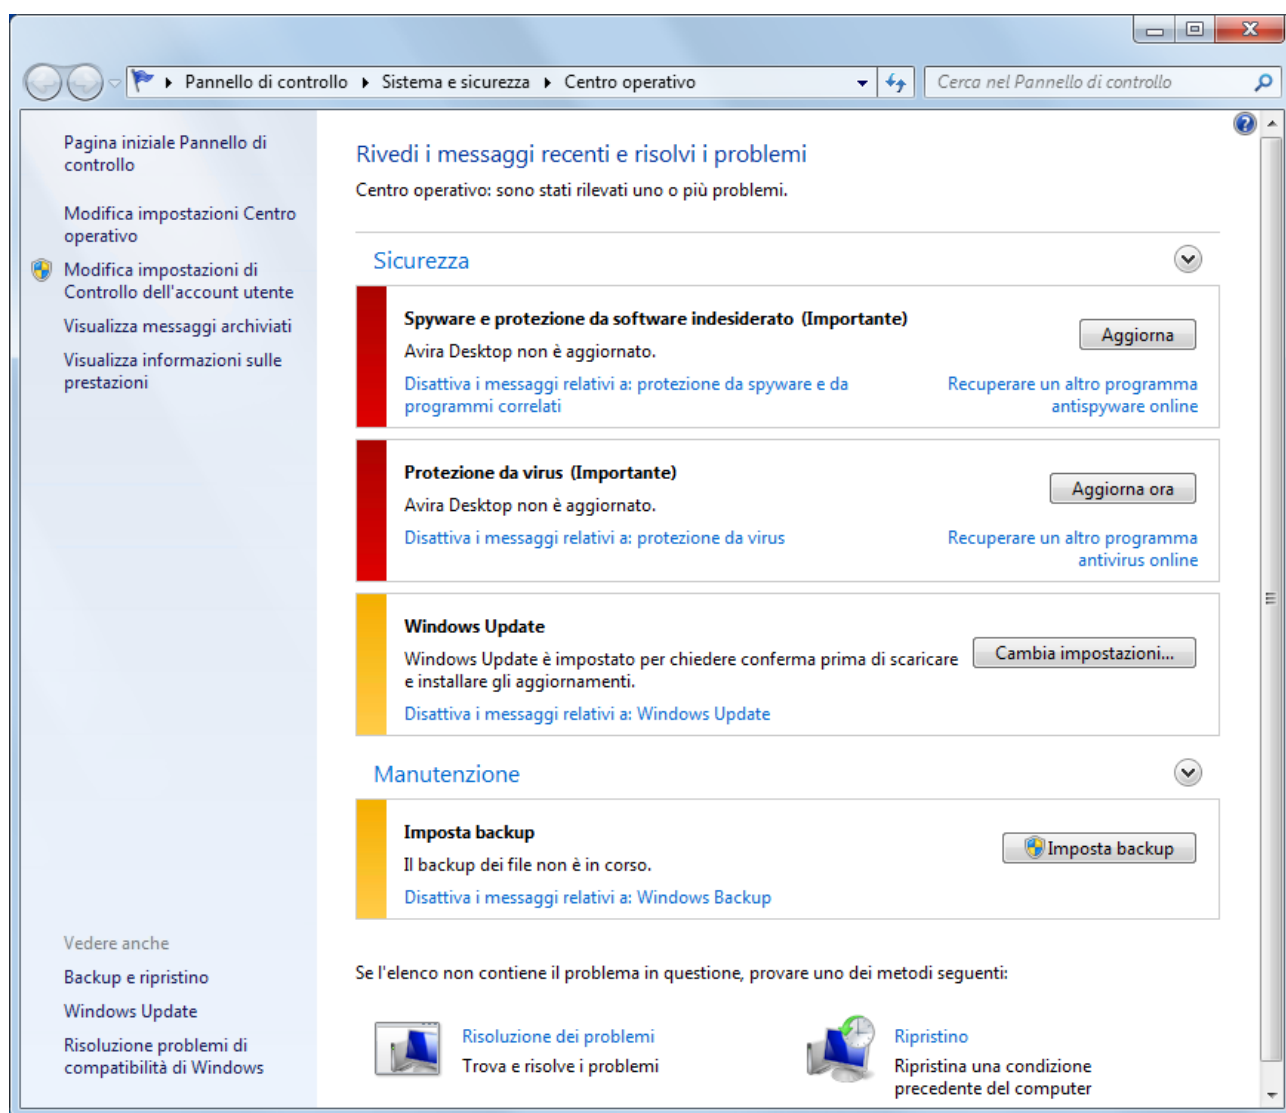 Pannello di controllo Sistema e sicurezza Centro operativo
Cerca nel Pannello di controllo
Pagina iniziale Pannello di
controllo
Modifica impostazioni Centro
operativo
Modifica impostazioni di
Controllo dell'account utente
Visualizza messaggi archiviati
Visualizza informazioni sulle
prestazioni
Rivedi i messaggi recenti e risolvi i problemi
Centro operativo: sono stati rilevati uno o più problemi.
Sicurezza
Spyware e protezione da software indesiderato (Importante)
Avira Desktop non è aggiornato.
Aggiorna
Disattiva i messaggi relativi a: protezione da spyware e da
programmi correlati
Recuperare un altro programma
antispyware online
Protezione da virus (Importante)
Avira Desktop non è aggiornato.
Aggiorna ora
Disattiva i messaggi relativi a: protezione da virus
Recuperare un altro programma
antivirus online
Windows Update
Windows Update è impostato per chiedere conferma prima di scaricare
e installare gli aggiornamenti.
Cambia impostazioni...
Disattiva i messaggi relativi a: Windows Update
Manutenzione
Imposta backup
Il backup dei file non è in corso.
Imposta backup
Disattiva i messaggi relativi a: Windows Backup
Se l'elenco non contiene il problema in questione, provare uno dei metodi seguenti:
Risoluzione dei problemi
Trova e risolve i problemi
Ripristino
Ripristina una condizione
precedente del computer
Vedere anche
Backup e ripristino
Windows Update
Risoluzione problemi di
compatibilità di Windows